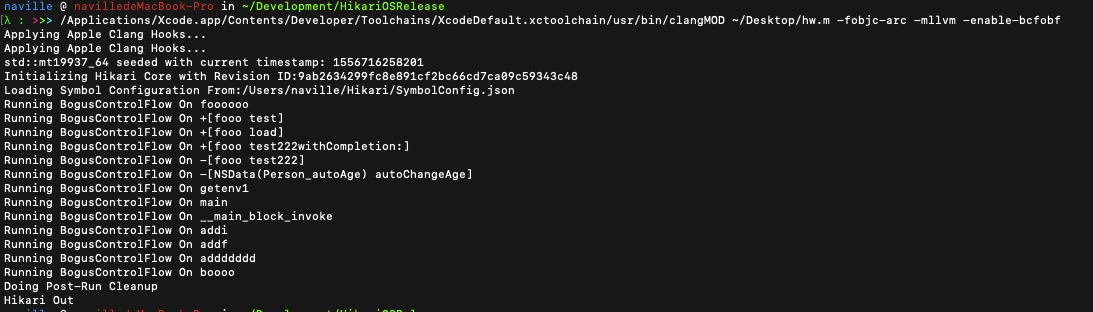 naville @ navilledeMacBook-Pro in ~/Development/HikariOSRelease
[λ : >>> /Applications/Xcode.app/Contents/Developer/Toolchains/XcodeDefault.xctoolchain/usr/bin/clangMOD ~/Desktop/hw.m -fobjc-arc -mllvm -enable-bcfobf
Applying Apple Clang Hooks...
Applying Apple Clang Hooks...
std::mt19937_64 seeded with current timestamp: 1556716258201
Initializing Hikari Core with Revision ID:9ab2634299fc8e891cf2bc66cd7ca09c59343c48
Loading Symbol Configuration From:/Users/naville/Hikari/SymbolConfig.json
Running BogusControlFlow On foooooo
Running BogusControlFlow On +[fooo test]
Running BogusControlFlow On +[fooo load]
Running BogusControlFlow On +[fooo test222withCompletion:]
Running BogusControlFlow On -[fooo test222]
Running BogusControlFlow On -[NSData(Person_autoAge) autoChangeAge]
Running BogusControlFlow On getenv1
Running BogusControlFlow On main
Running BogusControlFlow On __main_block_invoke
Running BogusControlFlow On addi
Running BogusControlFlow On addf
Running BogusControlFlow On addddddd
Running BogusControlFlow On boooo
Doing Post-Run Cleanup
Hikari Out